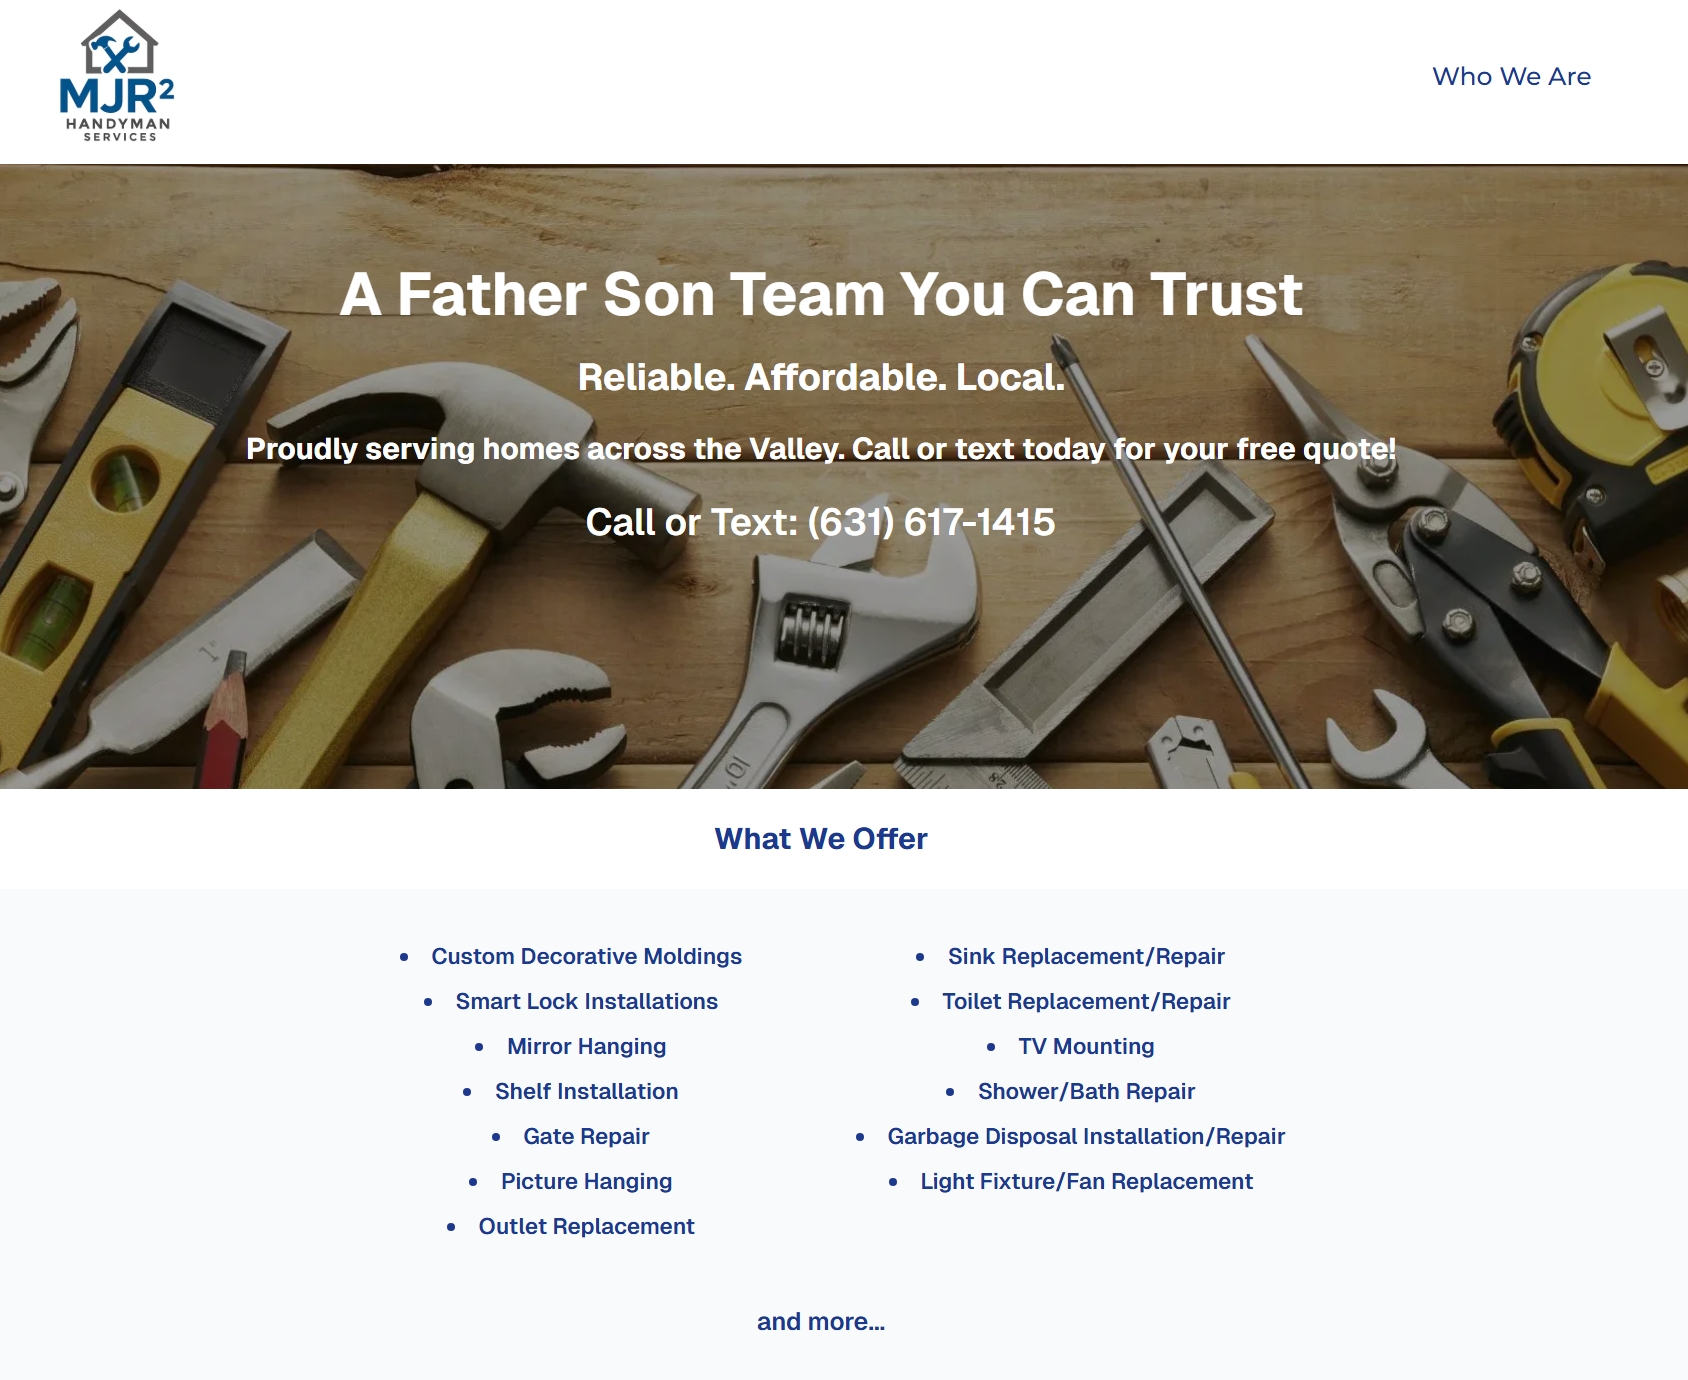 MJR²
HANDYMAN
SERVICES
Who We Are
A Father Son Team You Can Trust
Reliable. Affordable. Local.
Proudly serving homes across the Valley. Call or text today for your free quote!
Call or Text: (631) 617-1415
1"
What We Offer
• Custom Decorative Moldings
• Smart Lock Installations
• Mirror Hanging
• Shelf Installation
• Gate Repair
• Picture Hanging
• Outlet Replacement
• Sink Replacement/Repair
• Toilet Replacement/Repair
• TV Mounting
• Shower/Bath Repair
• Garbage Disposal Installation/Repair
• Light Fixture/Fan Replacement
and more...